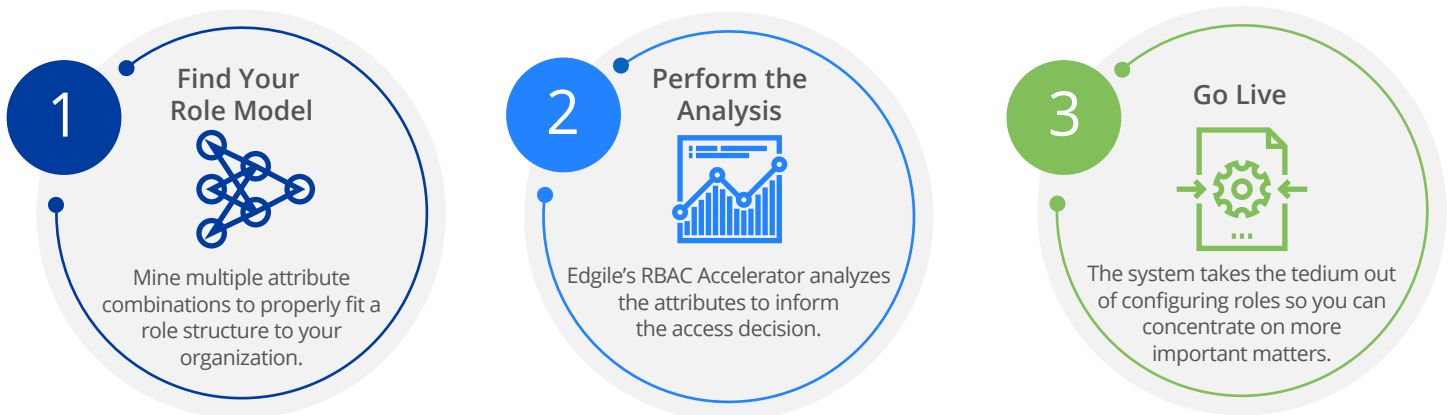 1
Find Your
Role Model
Mine multiple attribute
combinations to properly fit a
role structure to your
organization.
2
Perform the
Analysis
Edgile’s RBAC Accelerator analyzes
the attributes to inform
the access decision.
3
Go Live
The system takes the tedium out
of configuring roles so you can
concentrate on more
important matters.